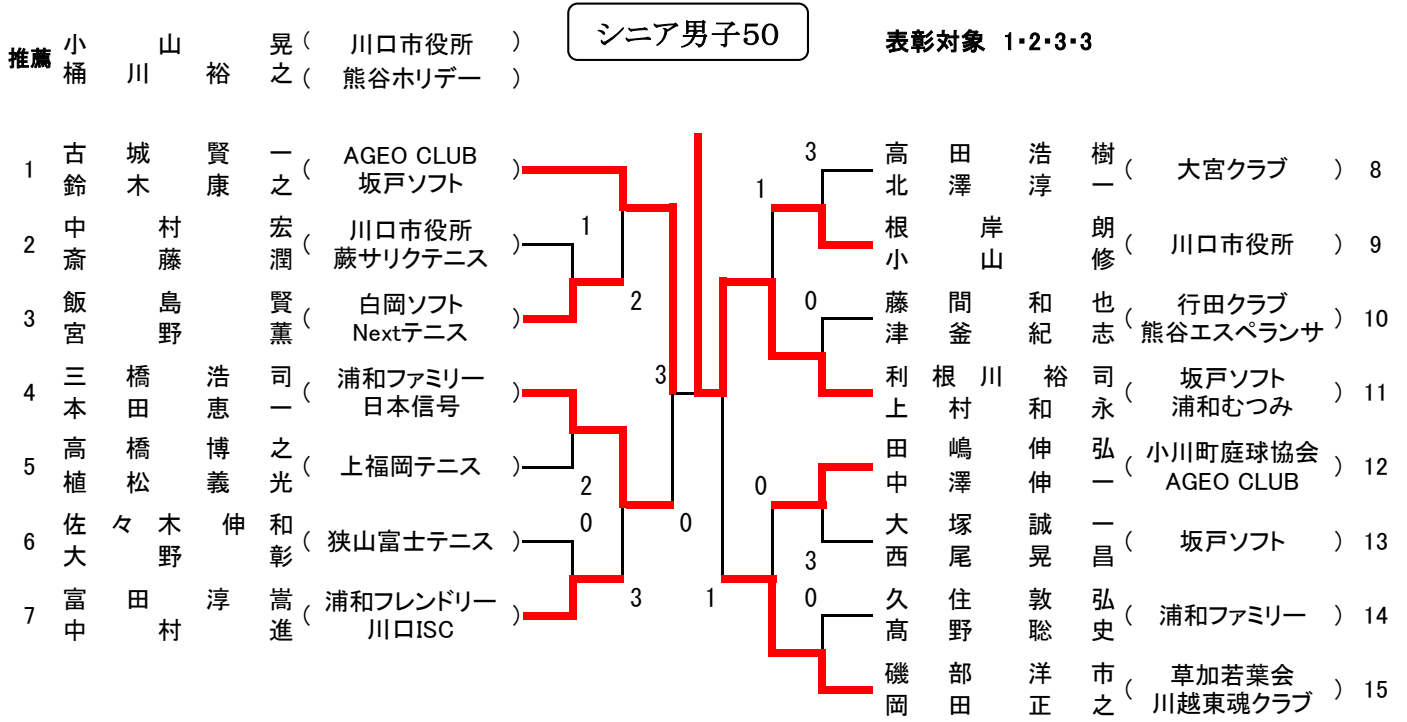 シニア男子50
表彰対象 1・2・3・3
推薦 小山晃 ( 川口市役所 )
桶川裕之 ( 熊谷ホリデー )
1 古城賢一 ( AGEO CLUB )
鈴木康之 坂戸ソフト
2 中村宏 ( 川口市役所 )
斎藤潤 蕨サリクテニス
3 飯島賢 ( 白岡ソフト )
宮野薫 Nextテニス
4 三橋浩司 ( 浦和ファミリー )
本田恵一 日本信号
5 高橋博之 ( 上福岡テニス )
植松義光
6 佐々木伸和 ( 狭山富士テニス )
大野彰
7 富田淳嵩 ( 浦和フレンドリー )
中村進 川口ISC
1
2
3
2
0
0
3
3
1
0
0
3
1
0
高田浩樹 ( 大宮クラブ ) 8
北澤淳一
根岸朗 ( 川口市役所 ) 9
小山修
藤間和也 ( 行田クラブ ) 10
津釜紀志 熊谷エスペランサ
利根川裕司 ( 坂戸ソフト ) 11
上村和永 浦和むつみ
田嶋伸弘 ( 小川町庭球協会 ) 12
中澤伸一 AGEO CLUB
大塚誠一 ( 坂戸ソフト ) 13
西尾晃昌
久住敦弘 ( 浦和ファミリー ) 14
髙野聡史
磯部洋市 ( 草加若葉会 ) 15
岡田正之 川越東魂クラブ